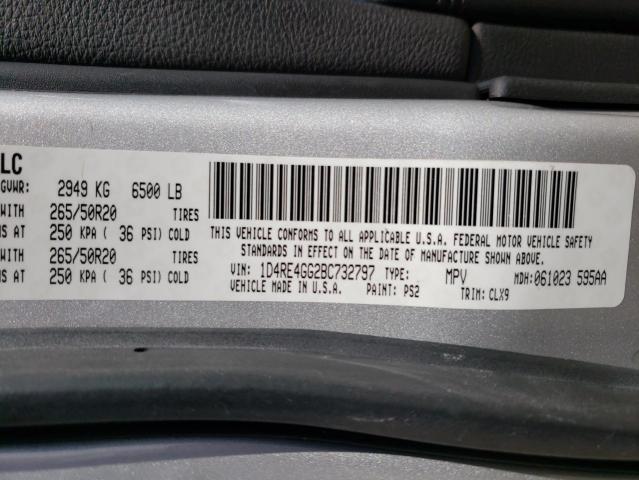 LC
GVWR: 2949 KG 6500 LB
WITH 265/50R20 TIRES
MS AT 250 KPA ( 36 PSI) COLD
WITH 265/50R20 TIRES
MS AT 250 KPA ( 36 PSI) COLD
THIS VEHICLE CONFORMS TO ALL APPLICABLE U.S.A. FEDERAL MOTOR VEHICLE SAFETY
STANDARDS IN EFFECT ON THE DATE OF MANUFACTURE SHOWN ABOVE.
VIN: 1D4RE4GG2BC732797 TYPE: MPV MDH: 061023 595AA
VEHICLE MADE IN U.S.A. PAINT: PS2 TRIM: CLX9